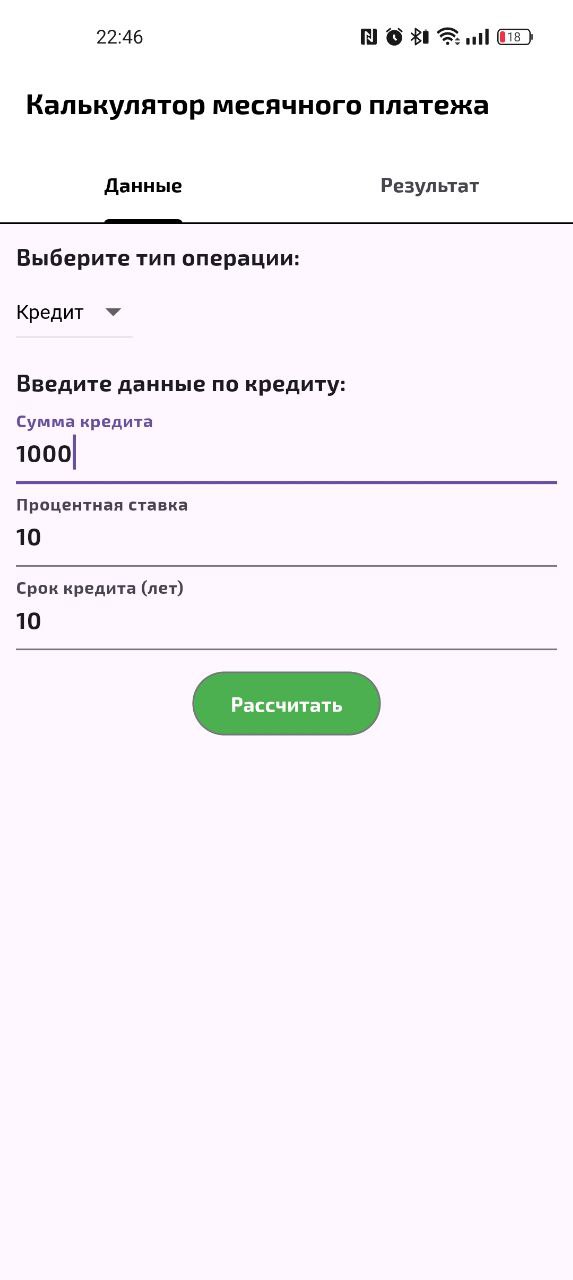 22:46
18
Калькулятор месячного платежа
Данные Результат
Выберите тип операции:
Кредит
Введите данные по кредиту:
Сумма кредита
1000
Процентная ставка
10
Срок кредита (лет)
10
Рассчитать